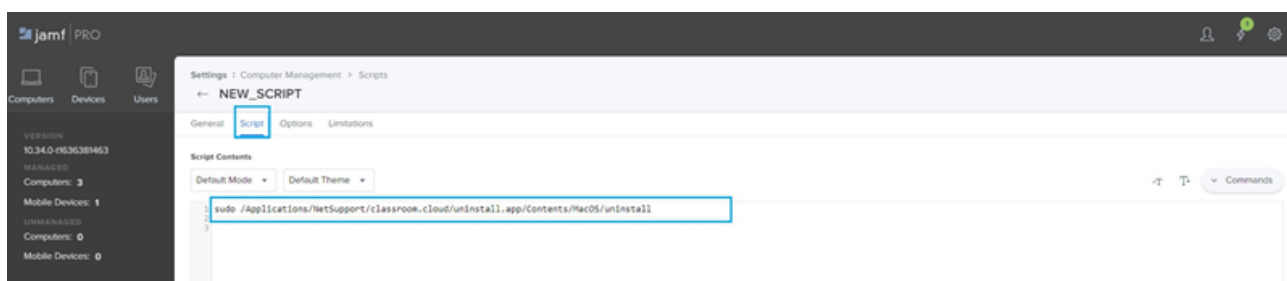 jamf PRO
1
Computers Devices Users
Settings : Computer Management > Scripts
← NEW_SCRIPT
General Script Options Limitations
VERSION
10.34.0-t1636381463
MANAGED
Computers: 3
Mobile Devices: 1
UNMANAGED
Computers: 0
Mobile Devices: 0
Script Contents
Default Mode Default Theme
-T T+ Commands
1 sudo /Applications/NetSupport/classroom.cloud/uninstall.app/Contents/MacOS/uninstall
2
3